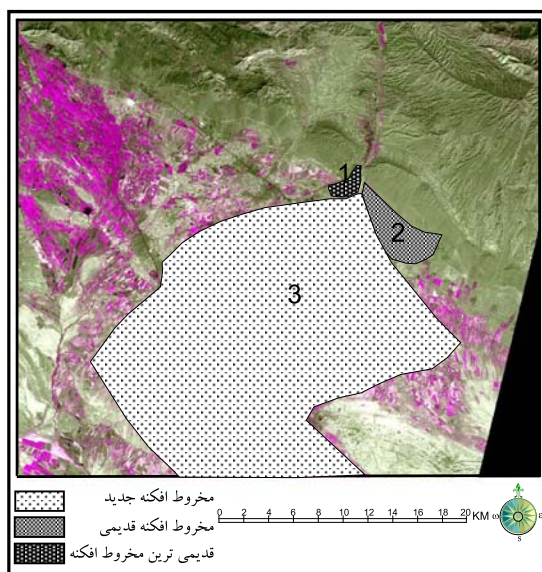 1
2
3
مخروط افکنه جدید
مخروط افکنه قدیمی
قدیمی ترین مخروط افکنه
0 2 4 6 8 10 12 14 16 18 20 KM
S